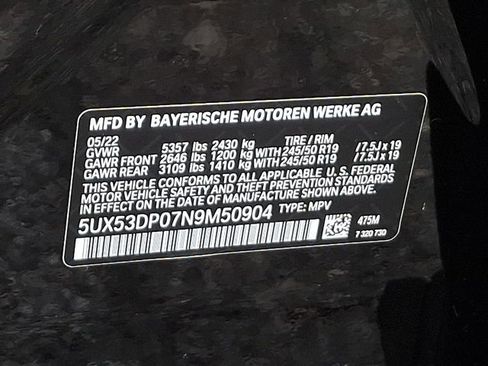 MFD BY BAYERISCHE MOTOREN WERKE AG
05/22
GVWR 5357 lbs 2430 kg TIRE / RIM
GAWR FRONT 2646 lbs 1200 kg WITH 245/50 R19 / 7.5J x 19
GAWR REAR 3109 lbs 1410 kg WITH 245/50 R19 / 7.5J x 19
THIS VEHICLE CONFORMS TO ALL APPLICABLE U. S. FEDERAL
MOTOR VEHICLE SAFETY AND THEFT PREVENTION STANDARDS
IN EFFECT ON THE DATE OF MANUFACTURE SHOWN ABOVE.
5UX53DP07N9M50904 TYPE: MPV
475M
7 320 730